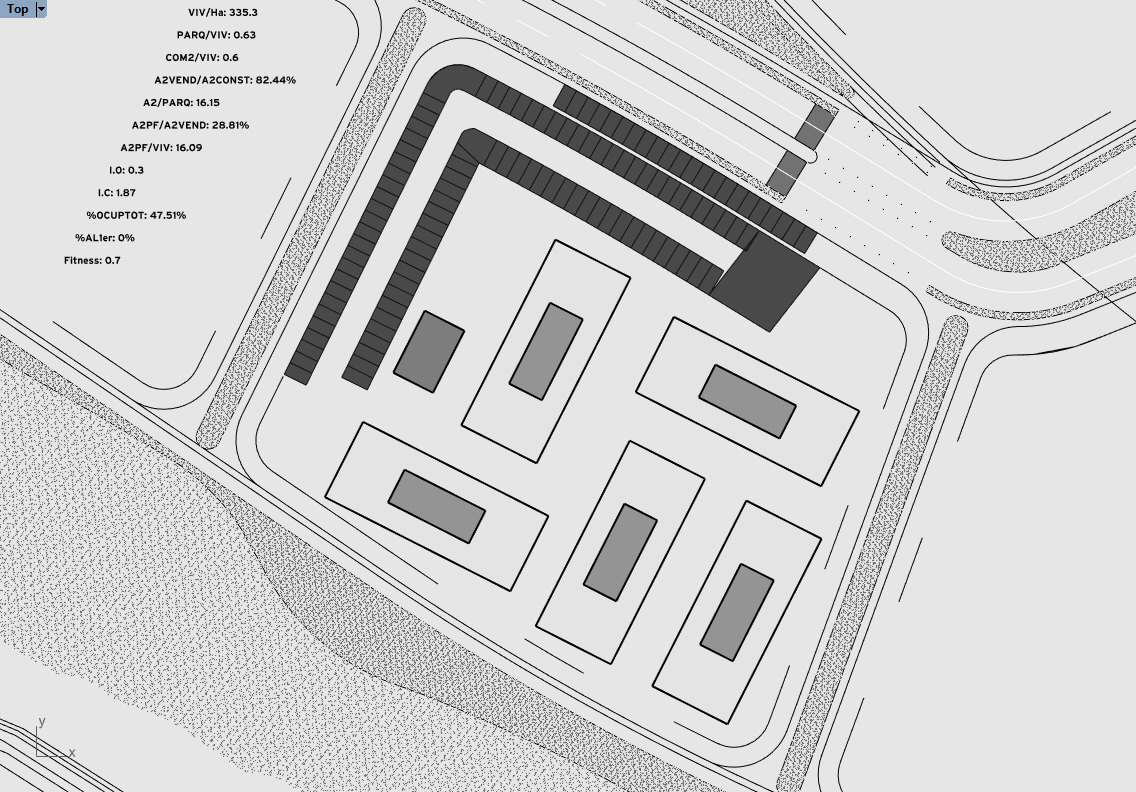 Top
VIV/Ha: 335.3
PARQ/VIV: 0.63
COM2/VIV: 0.6
A2VEND/A2CONST: 82.44%
A2/PARQ: 16.15
A2PF/A2VEND: 28.81%
A2PF/VIV: 16.09
I.O: 0.3
I.C: 1.87
%OCUPTOT: 47.51%
%AL1er: 0%
Fitness: 0.7
y
x